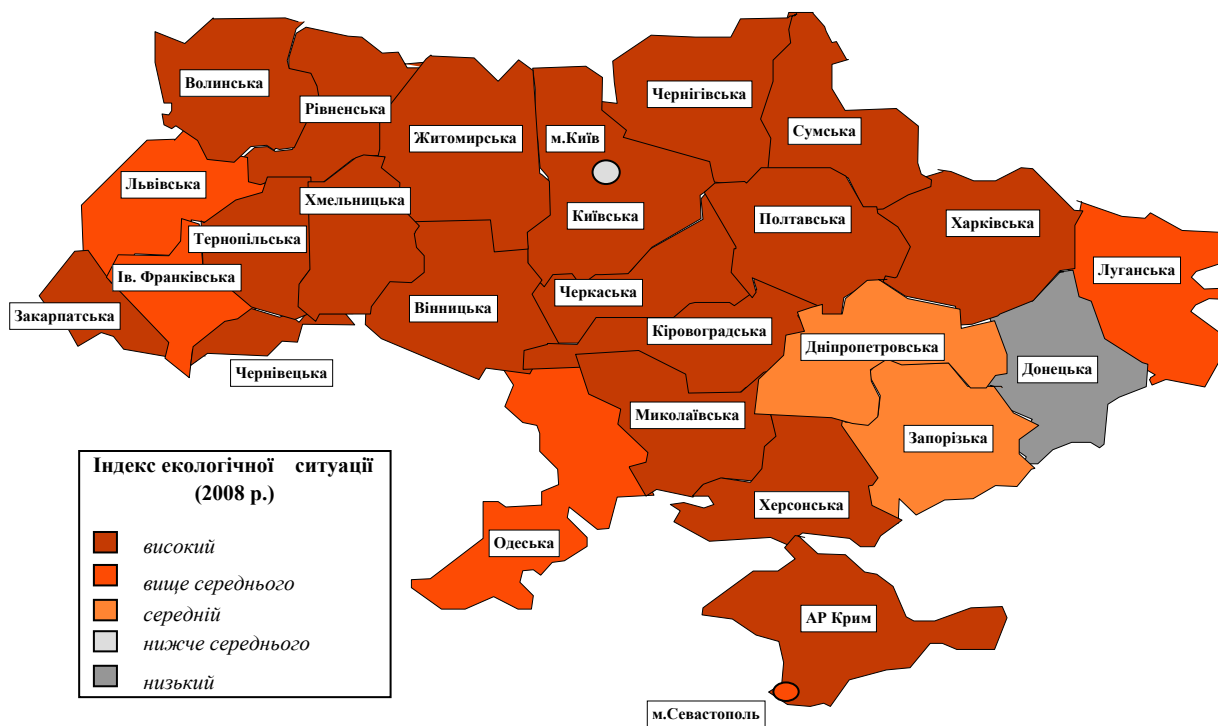 Волинська
Рівненська
Житомирська
м.Київ
Чернігівська
Сумська
Львівська
Хмельницька
Київська
Полтавська
Харківська
Тернопільська
Ів. Франківська
Луганська
Закарпатська
Вінницька
Черкаська
Кіровоградська
Дніпропетровська
Донецька
Чернівецька
Миколаївська
Запорізька
Херсонська
Одеська
АР Крим
м.Севастополь
Індекс екологічної ситуації
(2008 р.)
високий
вище середнього
середній
нижче середнього
низький